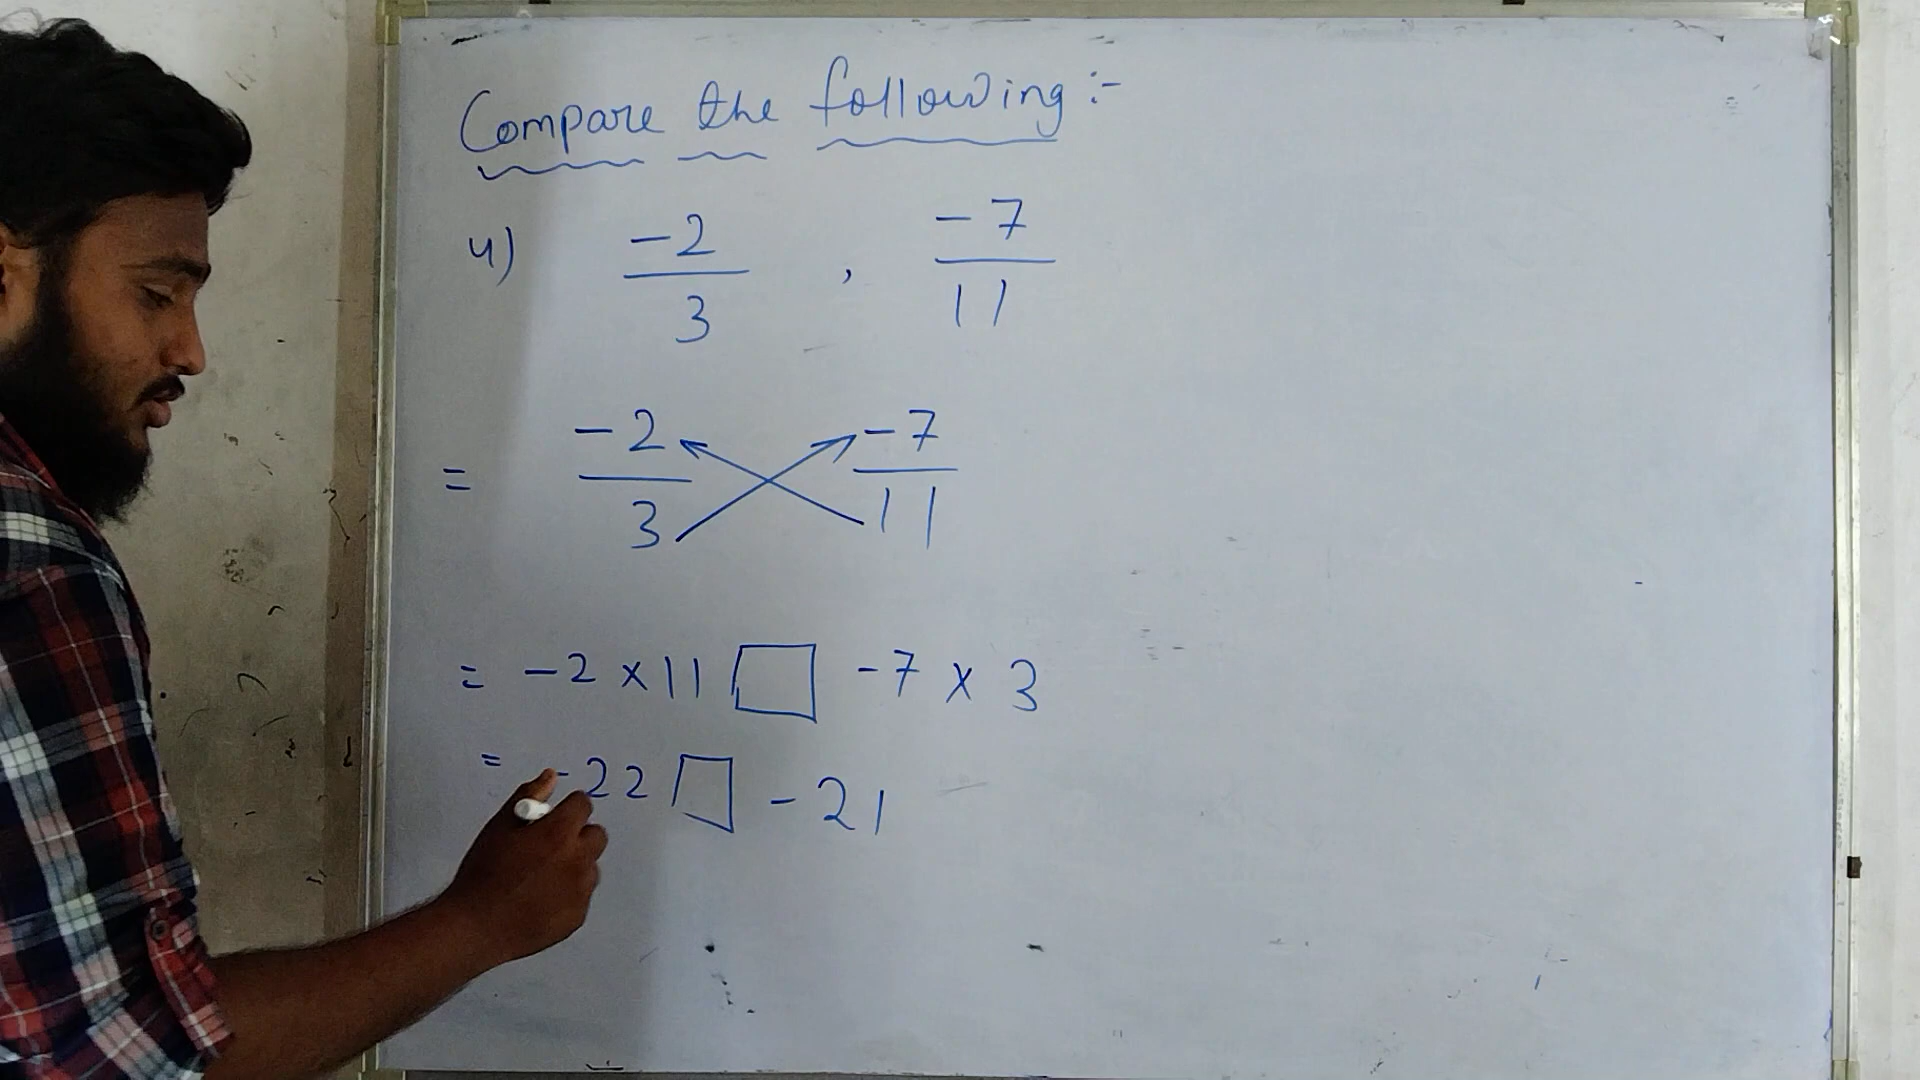 Compare the following :-
4) -2/3 , -7/11
= -2/3 -7/11
= -2 × 11 □ -7 × 3
= -22 □ -21